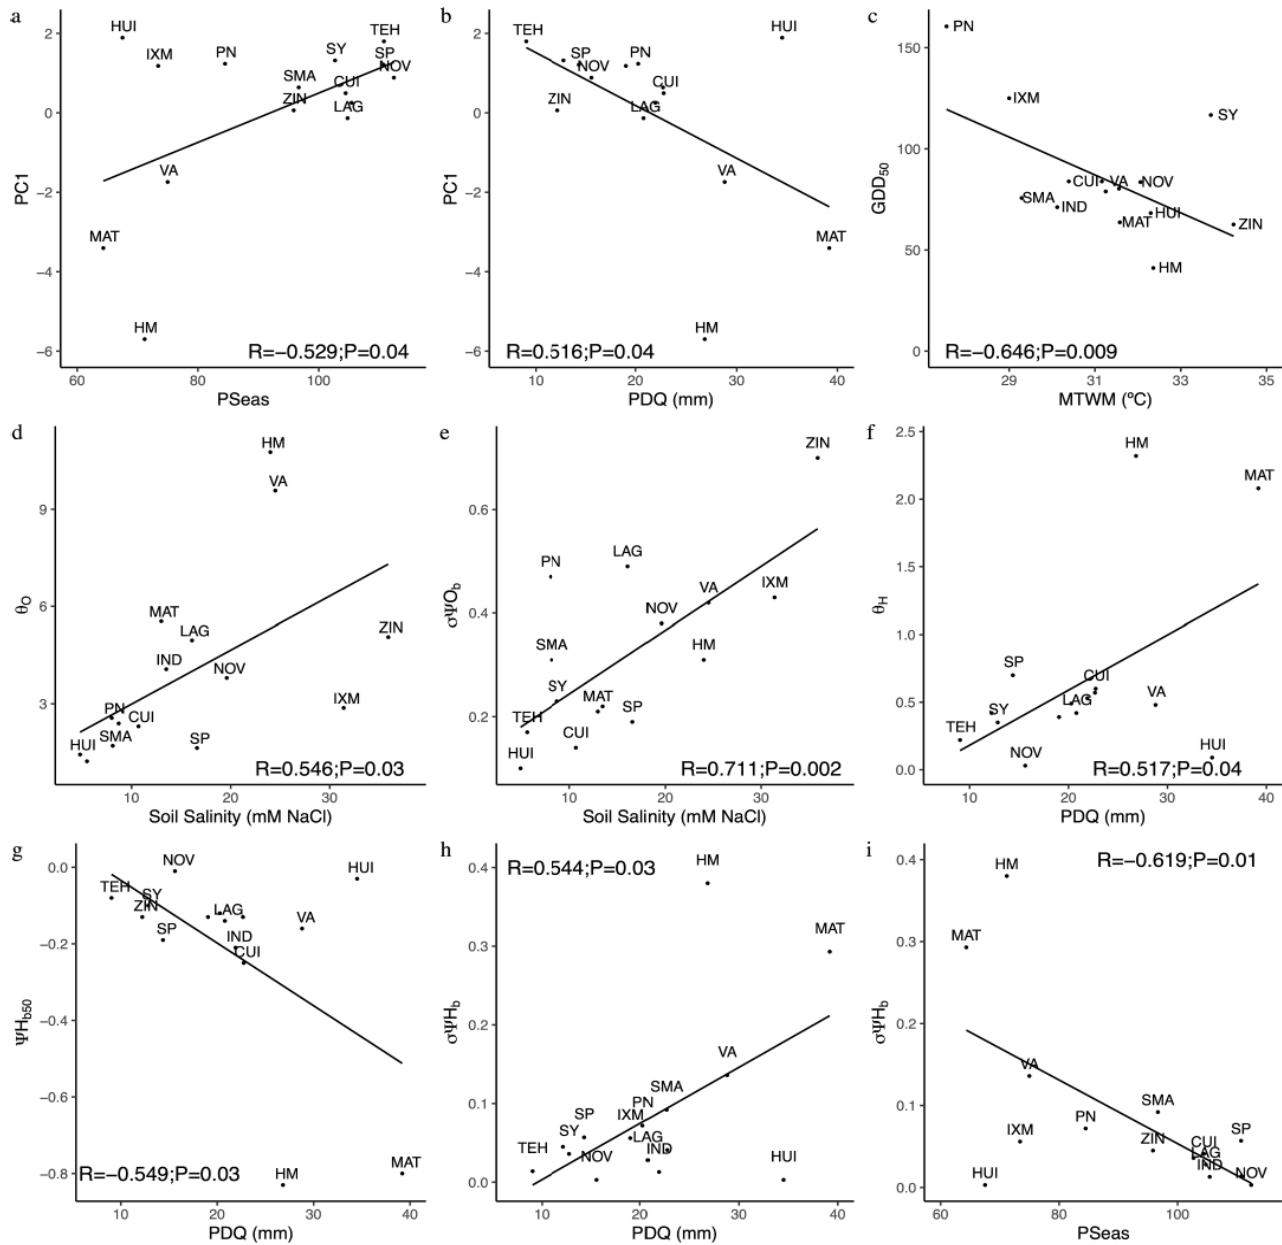 a
HUI
TEH
IXM
PN
SY
SP
NOV
SMA
CUI
ZIN
LAG
VA
MAT
HM
R=−0.529;P=0.04
2
0
−2
−4
−6
60
80
100
PC1
PSeas
b
TEH
HUI
SP
PN
NOV
CUI
ZIN
LAG
VA
MAT
HM
R=0.516;P=0.04
2
0
−2
−4
−6
10
20
30
40
PC1
PDQ (mm)
c
PN
IXM
SY
CUI
VA
NOV
SMA
IND
MAT
HUI
ZIN
HM
R=−0.646;P=0.009
150
100
50
0
29
31
33
35
GDD50
MTWM (ºC)
d
HM
VA
MAT
LAG
IND
NOV
ZIN
PN
CUI
IXM
HUI
SMA
SP
R=0.546;P=0.03
9
6
3
10
20
30
θO
Soil Salinity (mM NaCl)
e
ZIN
PN
LAG
VA
IXM
NOV
SMA
HM
SY
MAT
SP
TEH
CUI
HUI
R=0.711;P=0.002
0.6
0.4
0.2
10
20
30
σΨOb
Soil Salinity (mM NaCl)
f
HM
MAT
SP
CUI
SY
LAG
VA
TEH
NOV
HUI
R=0.517;P=0.04
2.5
2.0
1.5
1.0
0.5
0.0
10
20
30
40
θH
PDQ (mm)
g
NOV
HUI
TEH
SY
ZIN
LAG
SP
VA
IND
CUI
HM
MAT
R=−0.549;P=0.03
0.0
−0.2
−0.4
−0.6
−0.8
10
20
30
40
ΨHb50
PDQ (mm)
h
R=0.544;P=0.03
HM
MAT
VA
SMA
PN
SP
IXM
SY
LAG
TEH
NOV
IND
HUI
0.4
0.3
0.2
0.1
0.0
10
20
30
40
σΨHb
PDQ (mm)
i
R=−0.619;P=0.01
HM
MAT
VA
SMA
PN
IXM
ZIN
CUI
SP
LAG
IND
HUI
NOV
0.4
0.3
0.2
0.1
0.0
60
80
100
σΨHb
PSeas